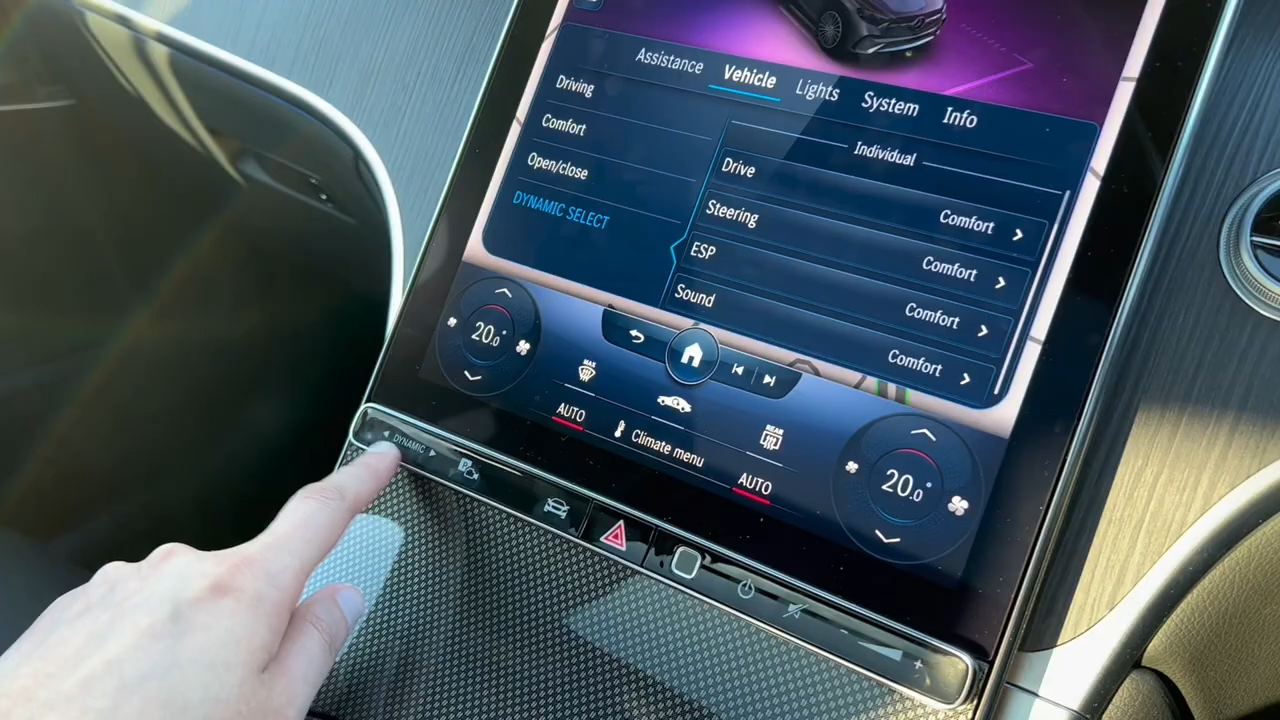 Assistance Vehicle Lights System Info
Driving
Comfort
Open/close
DYNAMIC SELECT
Individual
Drive Comfort
Steering Comfort
ESP Comfort
Sound Comfort
20.0°
MAX
AUTO
Climate menu
REAR
AUTO
20.0°
DYNAMIC